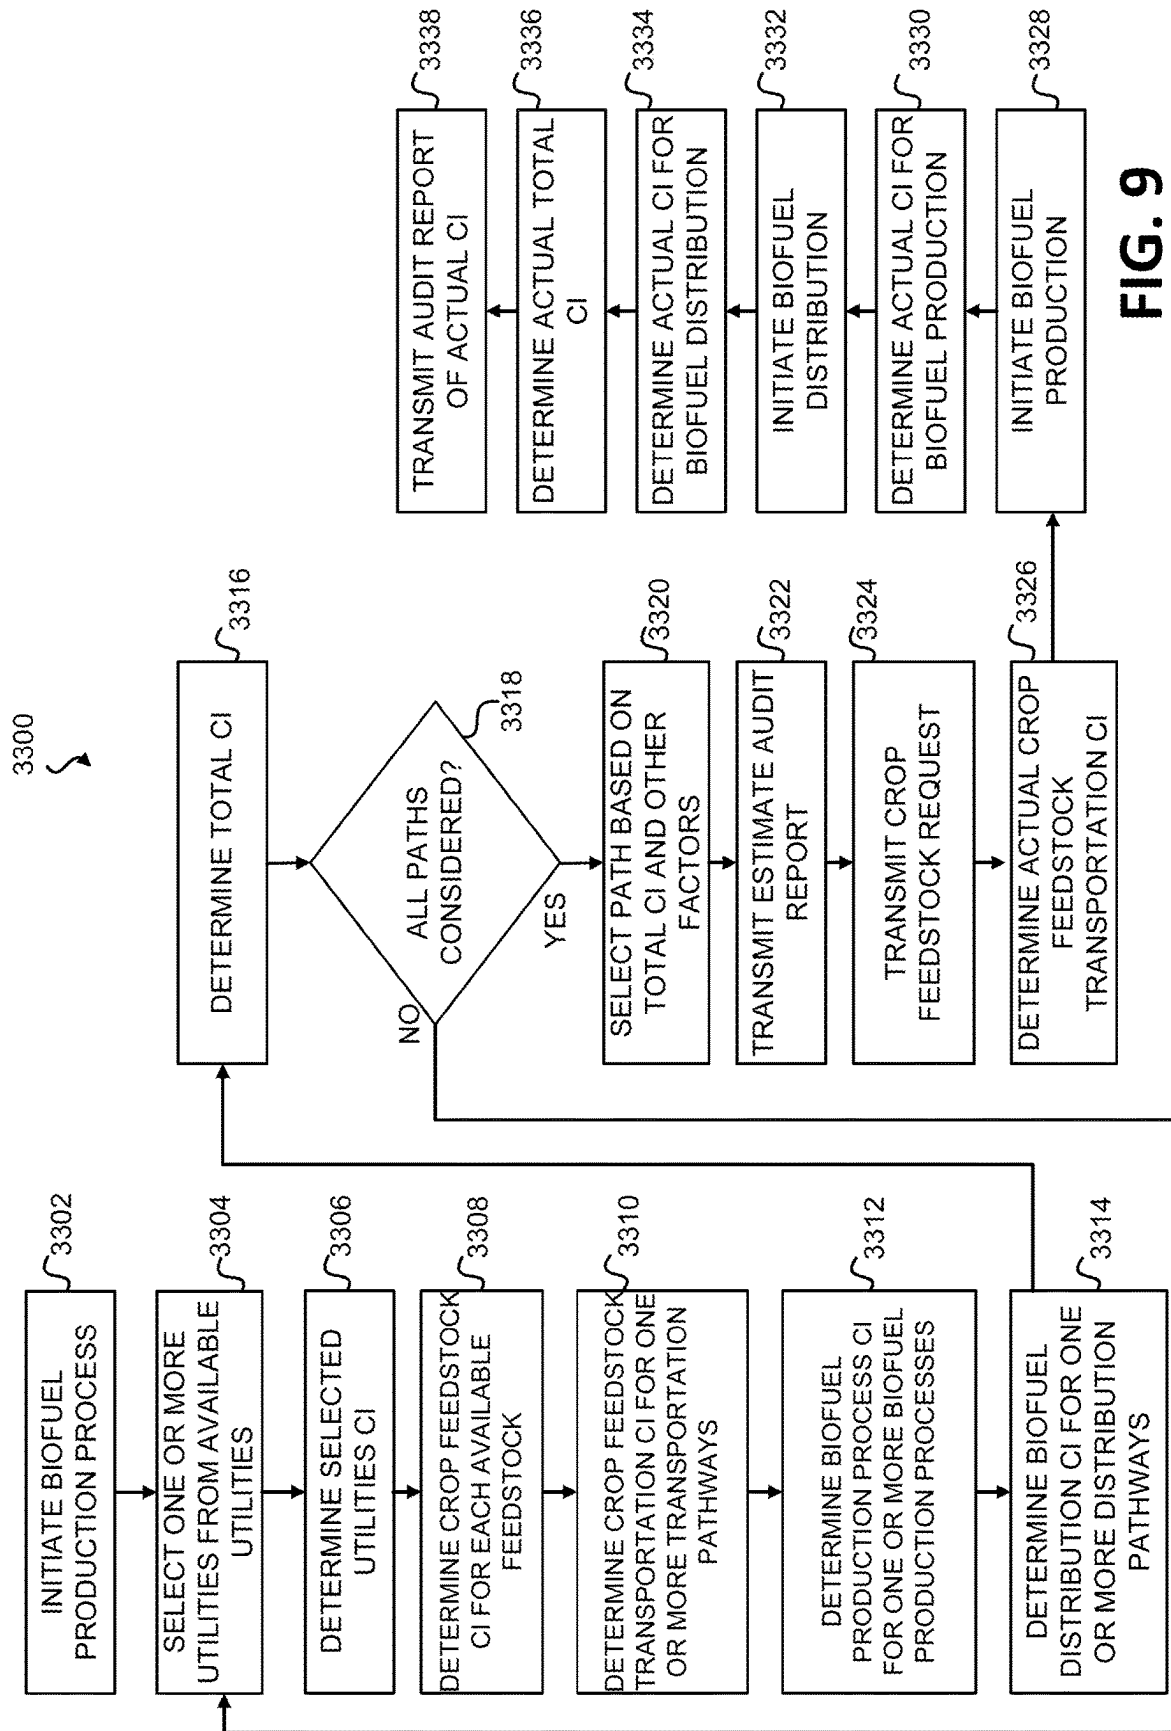 3300
INITIATE BIOFUEL
PRODUCTION PROCESS
3302
SELECT ONE OR MORE
UTILITIES FROM AVAILABLE
UTILITIES
3304
DETERMINE SELECTED
UTILITIES CI
3306
DETERMINE CROP FEEDSTOCK
CI FOR EACH AVAILABLE
FEEDSTOCK
3308
DETERMINE CROP FEEDSTOCK
TRANSPORTATION CI FOR ONE
OR MORE TRANSPORTATION
PATHWAYS
3310
DETERMINE BIOFUEL
PRODUCTION PROCESS CI
FOR ONE OR MORE BIOFUEL
PRODUCTION PROCESSES
3312
DETERMINE BIOFUEL
DISTRIBUTION CI FOR ONE
OR MORE DISTRIBUTION
PATHWAYS
3314
DETERMINE TOTAL CI
3316
ALL PATHS
CONSIDERED?
3318
NO
YES
SELECT PATH BASED ON
TOTAL CI AND OTHER
FACTORS
3320
TRANSMIT ESTIMATE AUDIT
REPORT
3322
TRANSMIT CROP
FEEDSTOCK REQUEST
3324
DETERMINE ACTUAL CROP
FEEDSTOCK
TRANSPORTATION CI
3326
TRANSMIT AUDIT REPORT
OF ACTUAL CI
3338
DETERMINE ACTUAL TOTAL
CI
3336
DETERMINE ACTUAL CI FOR
BIOFUEL DISTRIBUTION
3334
INITIATE BIOFUEL
DISTRIBUTION
3332
DETERMINE ACTUAL CI FOR
BIOFUEL PRODUCTION
3330
INITIATE BIOFUEL
PRODUCTION
3328
FIG. 9